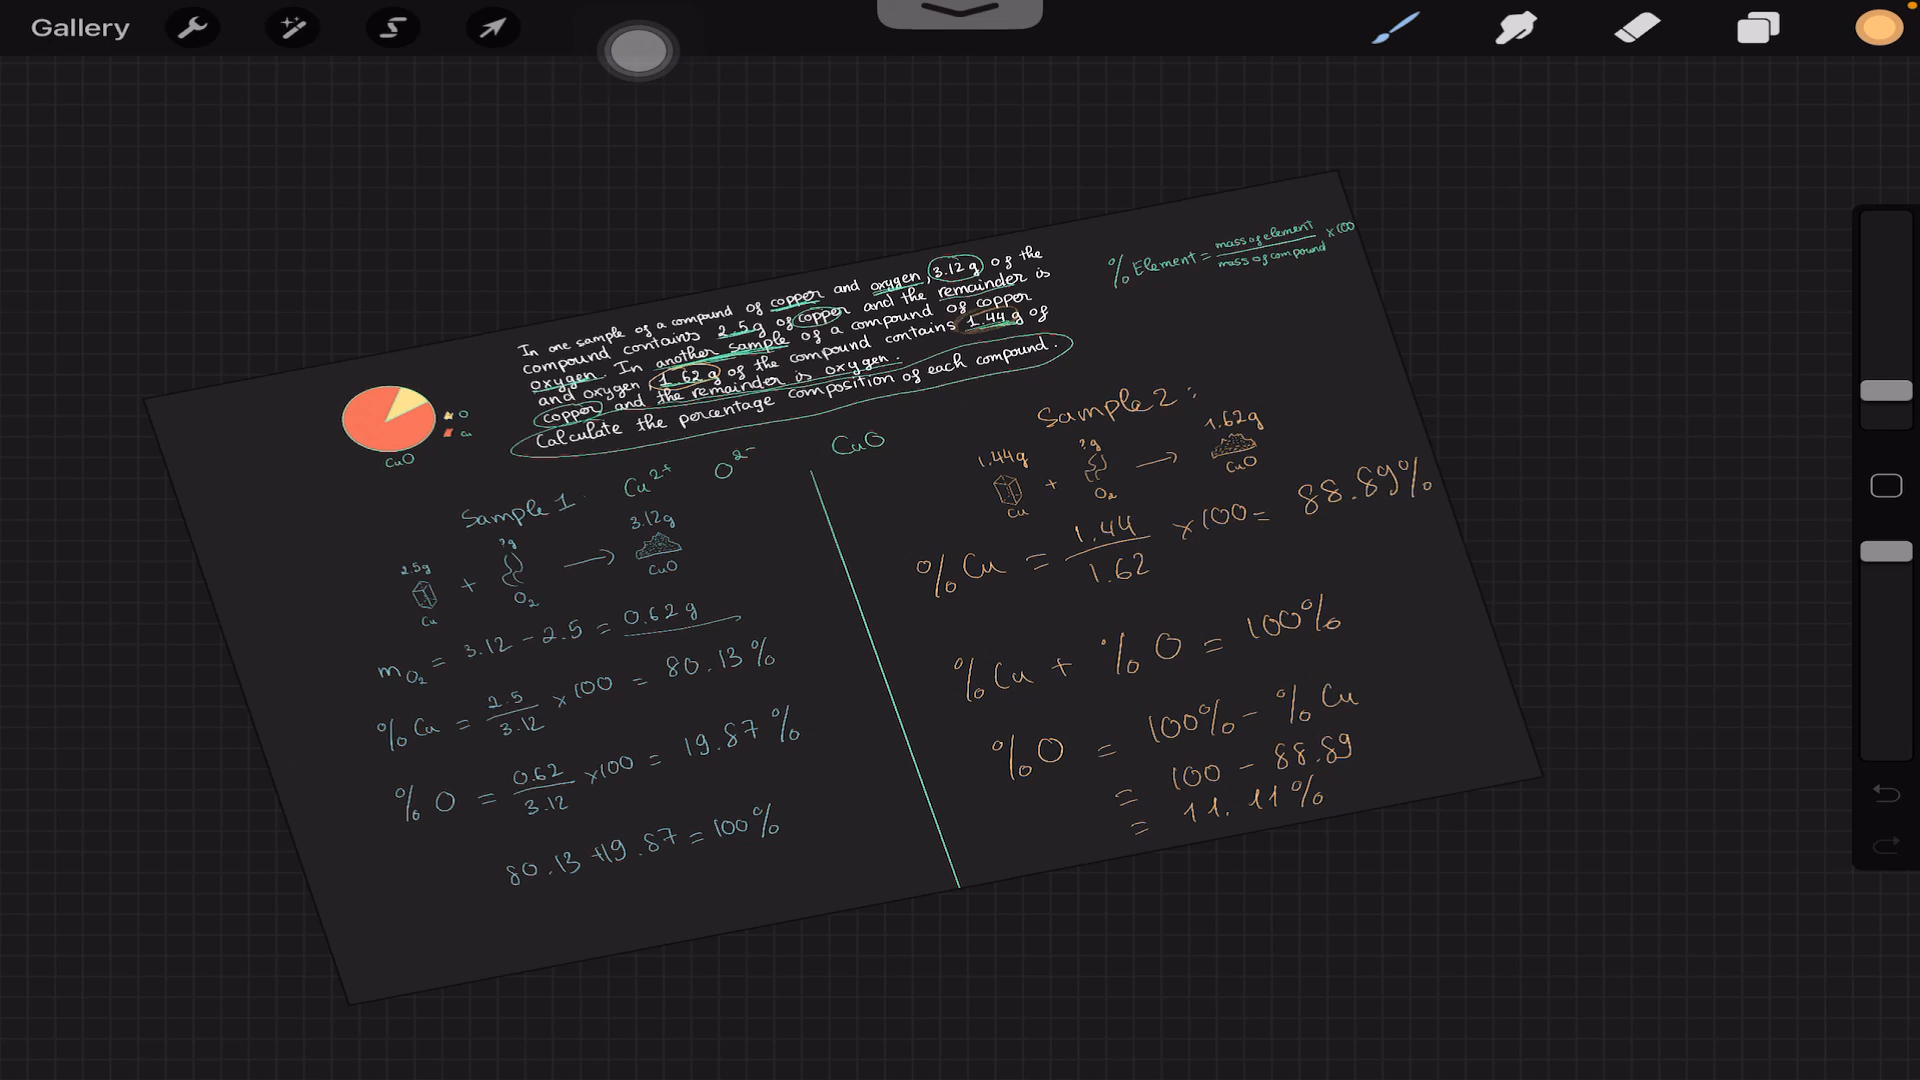 Gallery
In one sample of a compound of copper and oxygen, 3.12 g of the
compound contains 2.5g of copper and the remainder is
oxygen. In another sample of a compound of copper
and oxygen, 1.62 g of the compound contains 1.44 g of
copper and the remainder is oxygen.
Calculate the percentage composition of each compound.
% Element = mass of element / mass of compound × 100
O
Cu
CuO
Cu²⁺ O²⁻ CuO
Sample 1:
2.5g ?g 3.12g
Cu + O₂ → CuO
mO₂ = 3.12 - 2.5 = 0.62 g
% Cu = 2.5 / 3.12 × 100 = 80.13 %
% O = 0.62 / 3.12 × 100 = 19.87 %
80.13 + 19.87 = 100%
Sample 2:
1.44g ?g 1.62g
Cu + O₂ → CuO
% Cu = 1.44 / 1.62 × 100 = 88.89%
% Cu + % O = 100%
% O = 100% - % Cu
= 100 - 88.89
= 11.11%